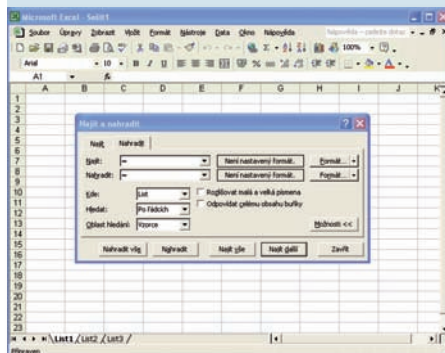 Microsoft Excel - Sešit1
Soubor Úpravy Zobrazit Vložit Formát Nástroje Data Okno Nápověda
100%
Arial 10 B I U
A1 fx
A B C D E F G H I J K
1
2
3
4
5
6
7
8
9
10
11
12
13
14
15
16
17
18
19
20
21
22
23
Najít a nahradit
Najít Nahradit
Najít: = Není nastavený formát. Formát...
Nahradit: = Není nastavený formát. Formát...
Kde: List Rozlišovat malá a velká písmena
Hledat: Po řádcích Odpovídat celému obsahu buňky
Oblast hledání: Vzorce Možnosti <<
Nahradit vše Nahradit Najít vše Najít další Zavřít
List1 List2 List3
Připraven